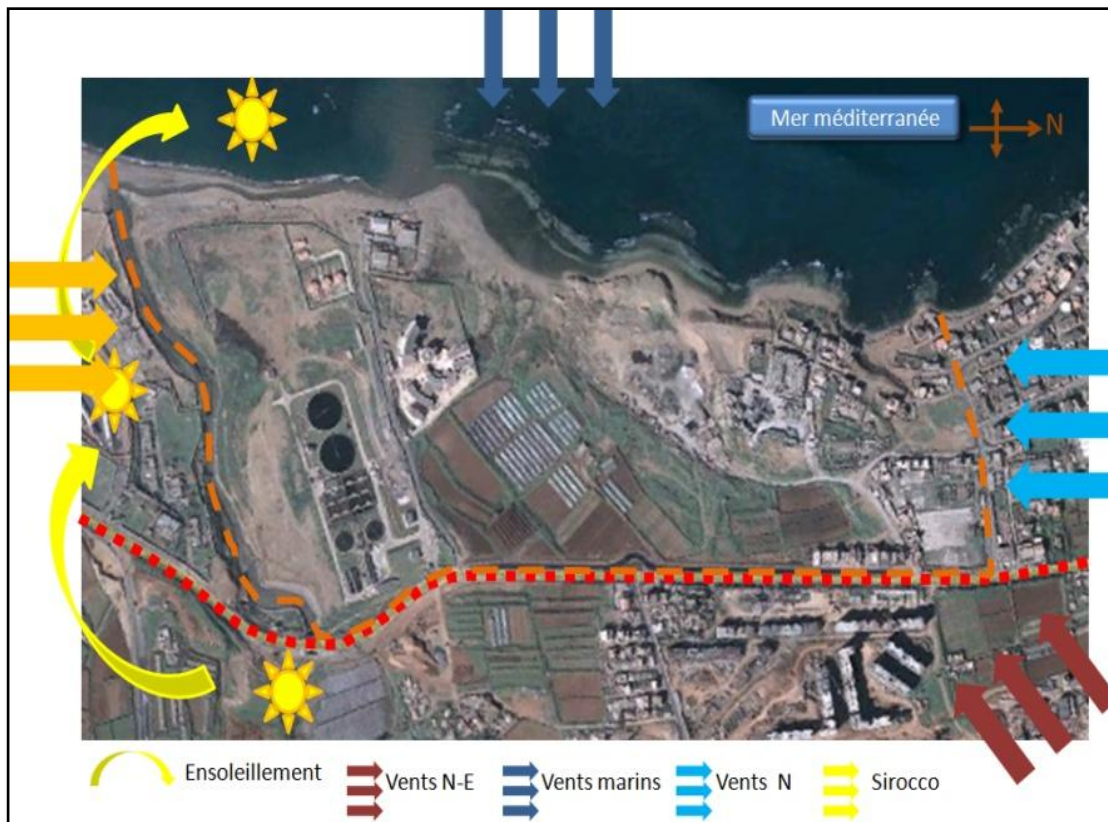 Mer méditerranée
N
Ensoleillement
Vents N-E
Vents marins
Vents N
Sirocco